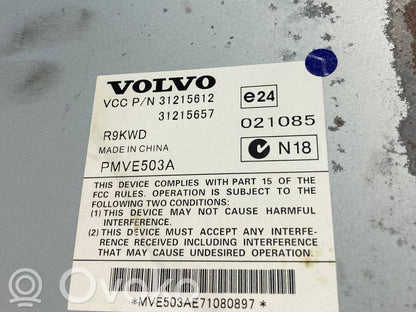 VOLVO
VCC P/N 31215612
31215657
e24
021085
R9KWD
MADE IN CHINA
PMVE503A
N18
THIS DEVICE COMPLIES WITH PART 15 OF THE
FCC RULES. OPERATION IS SUBJECT TO THE
FOLLOWING TWO CONDITIONS:
(1) THIS DEVICE MAY NOT CAUSE HARMFUL
INTERFERENCE, AND
(2) THIS DEVICE MUST ACCEPT ANY INTERFE-
RENCE RECEIVED INCLUDING INTERFERENCE
THAT MAY CAUSE UNDESIRED OPERATION.
*MVE503AE71080897*
Ovoko